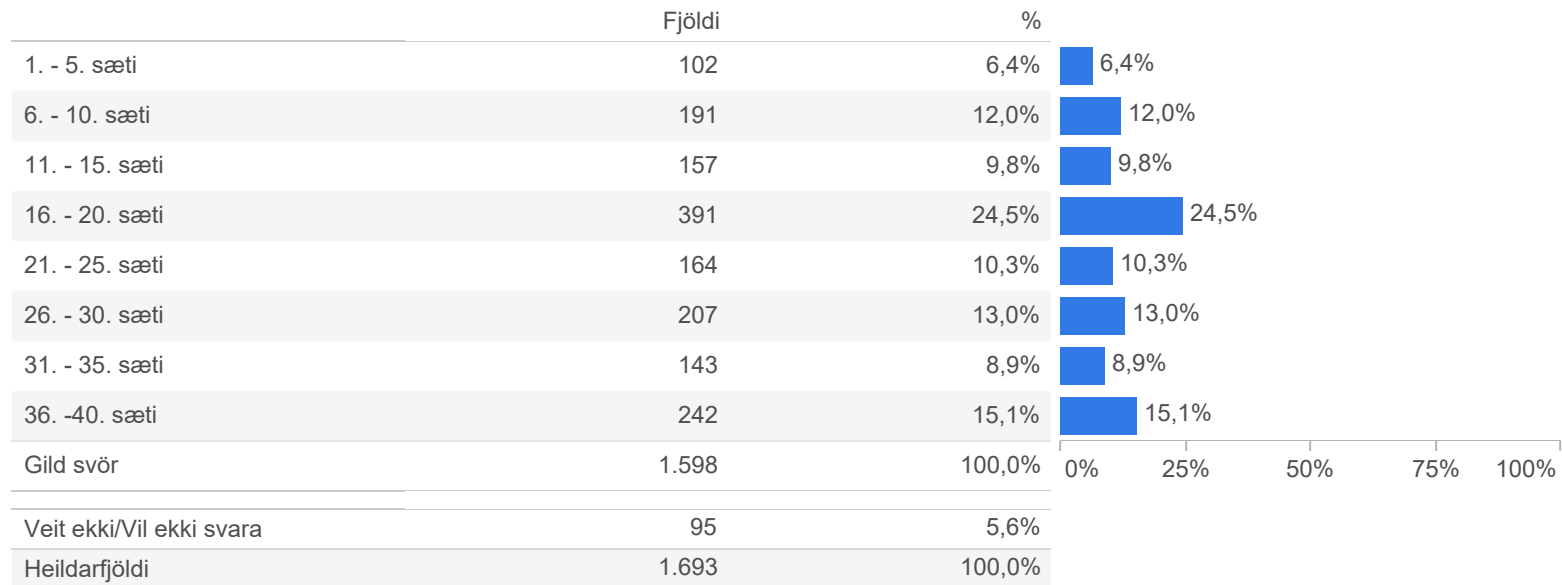 Fjöldi %
1. - 5. sæti 102 6,4% 6,4%
6. - 10. sæti 191 12,0% 12,0%
11. - 15. sæti 157 9,8% 9,8%
16. - 20. sæti 391 24,5% 24,5%
21. - 25. sæti 164 10,3% 10,3%
26. - 30. sæti 207 13,0% 13,0%
31. - 35. sæti 143 8,9% 8,9%
36. -40. sæti 242 15,1% 15,1%
Gild svör 1.598 100,0% 0% 25% 50% 75% 100%
Veit ekki/Vil ekki svara 95 5,6%
Heildarfjöldi 1.693 100,0%